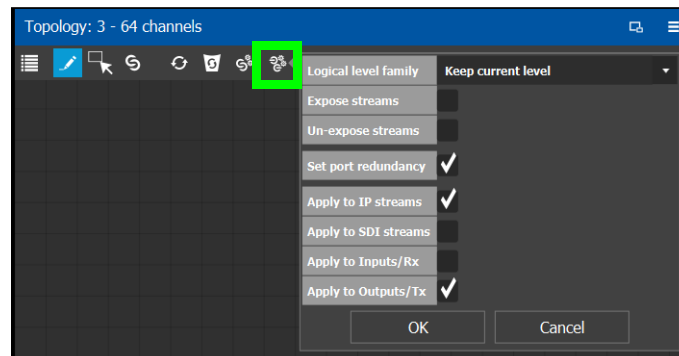 Topology: 3 - 64 channels
Logical level family Keep current level
Expose streams
Un-expose streams
Set port redundancy
Apply to IP streams
Apply to SDI streams
Apply to Inputs/Rx
Apply to Outputs/Tx
OK Cancel